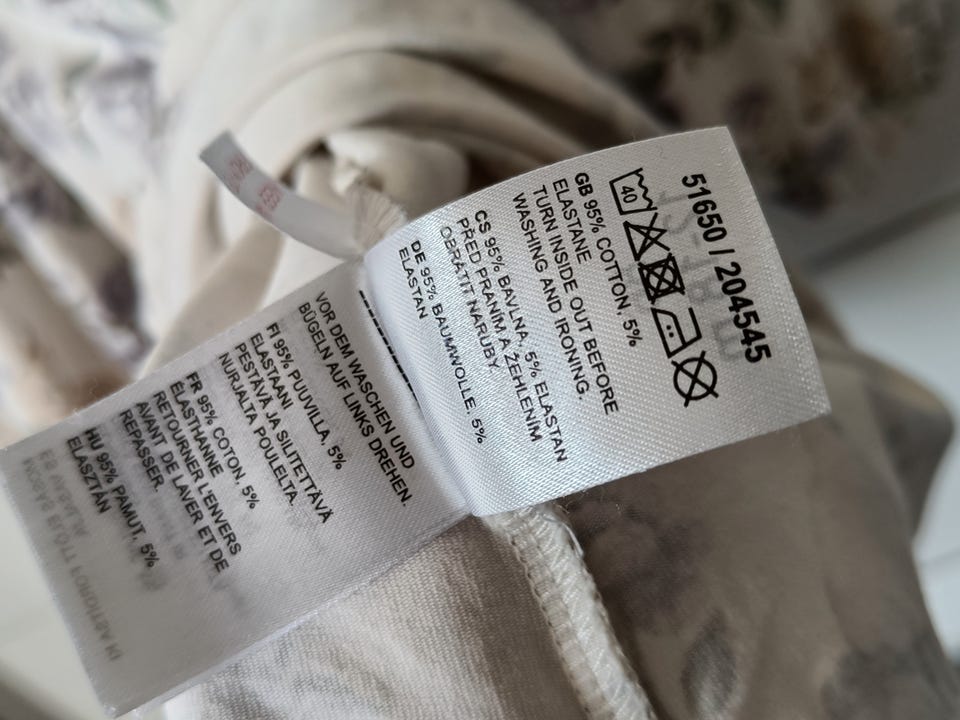 51650 / 204545
40
GB 95% COTTON, 5%
ELASTANE
TURN INSIDE OUT BEFORE
WASHING AND IRONING.
CS 95% BAVLNA, 5% ELASTAN
PŘED PRANÍM A ŽEHLENÍM
OBRÁTIT NARUBY.
DE 95% BAUMWOLLE, 5%
ELASTAN
VOR DEM WASCHEN UND
BÜGELN AUF LINKS DREHEN.
FI 95% PUUVILLA, 5%
ELASTAANI
PESTÄVÄ JA SILITETTÄVÄ
NURJALTA POULELTA.
FR 95% COTON, 5%
ÉLASTHANNE
RETOURNER L'ENVERS
AVANT DE LAVER ET DE
REPASSER.
HU 95% PAMUT, 5%
ELASZTÁN